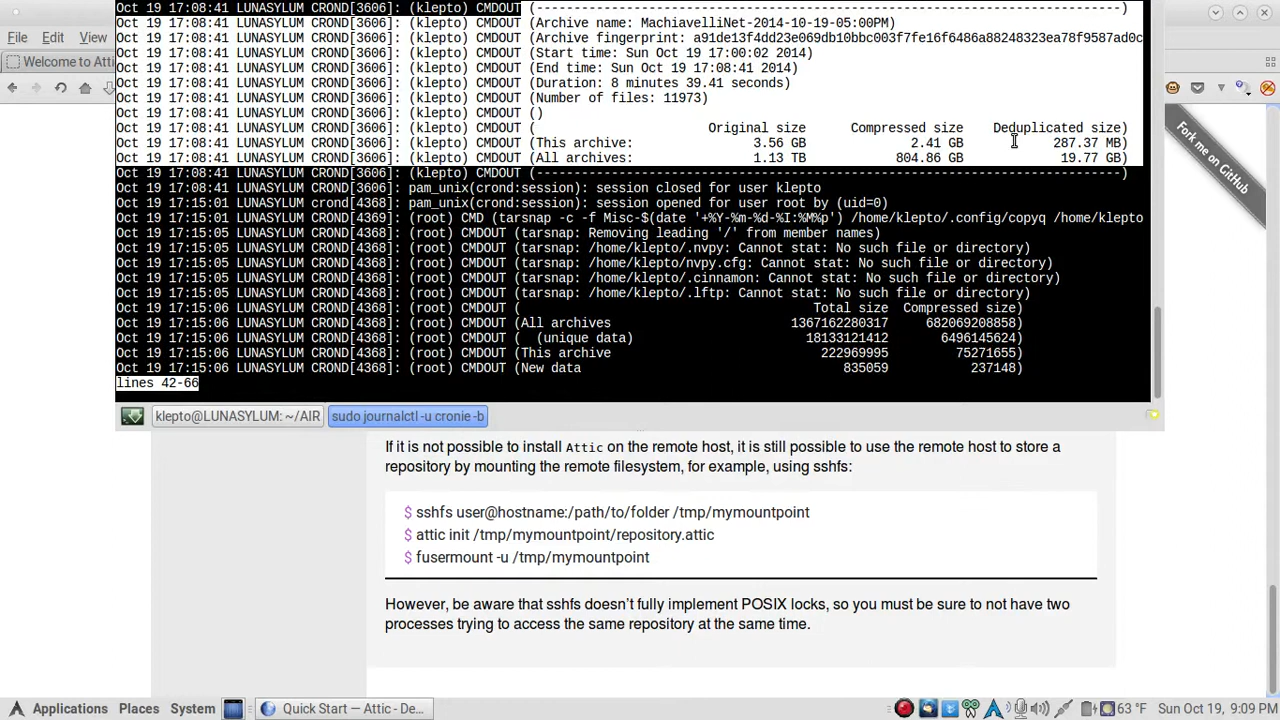 Oct 19 17:08:41 LUNASYLUM CROND[3606]: (klepto) CMDOUT (------------------------------------------------------------------------------)
File Edit View
Oct 19 17:08:41 LUNASYLUM CROND[3606]: (klepto) CMDOUT (Archive name: MachiavelliNet-2014-10-19-05:00PM)
Oct 19 17:08:41 LUNASYLUM CROND[3606]: (klepto) CMDOUT (Archive fingerprint: a91de13f4dd23e069db10bbc003f7fe16f6486a88248323ea78f9587ad0c
Welcome to Atti
Oct 19 17:08:41 LUNASYLUM CROND[3606]: (klepto) CMDOUT (Start time: Sun Oct 19 17:00:02 2014)
Oct 19 17:08:41 LUNASYLUM CROND[3606]: (klepto) CMDOUT (End time: Sun Oct 19 17:08:41 2014)
Oct 19 17:08:41 LUNASYLUM CROND[3606]: (klepto) CMDOUT (Duration: 8 minutes 39.41 seconds)
Oct 19 17:08:41 LUNASYLUM CROND[3606]: (klepto) CMDOUT (Number of files: 11973)
Oct 19 17:08:41 LUNASYLUM CROND[3606]: (klepto) CMDOUT ()
Oct 19 17:08:41 LUNASYLUM CROND[3606]: (klepto) CMDOUT ( Original size Compressed size Deduplicated size)
Oct 19 17:08:41 LUNASYLUM CROND[3606]: (klepto) CMDOUT (This archive: 3.56 GB 2.41 GB 287.37 MB)
Oct 19 17:08:41 LUNASYLUM CROND[3606]: (klepto) CMDOUT (All archives: 1.13 TB 804.86 GB 19.77 GB)
Oct 19 17:08:41 LUNASYLUM CROND[3606]: (klepto) CMDOUT (------------------------------------------------------------------------------)
Fork me on GitHub
Oct 19 17:08:41 LUNASYLUM CROND[3606]: pam_unix(crond:session): session closed for user klepto
Oct 19 17:15:01 LUNASYLUM crond[4368]: pam_unix(crond:session): session opened for user root by (uid=0)
Oct 19 17:15:01 LUNASYLUM CROND[4369]: (root) CMD (tarsnap -c -f Misc-$(date '+%Y-%m-%d-%I:%M%p') /home/klepto/.config/copyq /home/klepto
Oct 19 17:15:05 LUNASYLUM CROND[4368]: (root) CMDOUT (tarsnap: Removing leading '/' from member names)
Oct 19 17:15:05 LUNASYLUM CROND[4368]: (root) CMDOUT (tarsnap: /home/klepto/.nvpy: Cannot stat: No such file or directory)
Oct 19 17:15:05 LUNASYLUM CROND[4368]: (root) CMDOUT (tarsnap: /home/klepto/nvpy.cfg: Cannot stat: No such file or directory)
Oct 19 17:15:05 LUNASYLUM CROND[4368]: (root) CMDOUT (tarsnap: /home/klepto/.cinnamon: Cannot stat: No such file or directory)
Oct 19 17:15:05 LUNASYLUM CROND[4368]: (root) CMDOUT (tarsnap: /home/klepto/.lftp: Cannot stat: No such file or directory)
Oct 19 17:15:06 LUNASYLUM CROND[4368]: (root) CMDOUT ( Total size Compressed size)
Oct 19 17:15:06 LUNASYLUM CROND[4368]: (root) CMDOUT (All archives 1367162280317 682069208858)
Oct 19 17:15:06 LUNASYLUM CROND[4368]: (root) CMDOUT ( (unique data) 18133121412 6496145624)
Oct 19 17:15:06 LUNASYLUM CROND[4368]: (root) CMDOUT (This archive 222969995 75271655)
Oct 19 17:15:06 LUNASYLUM CROND[4368]: (root) CMDOUT (New data 835059 237148)
lines 42-66
klepto@LUNASYLUM: ~/AIR sudo journalctl -u cronie -b
If it is not possible to install Attic on the remote host, it is still possible to use the remote host to store a
repository by mounting the remote filesystem, for example, using sshfs:
$ sshfs user@hostname:/path/to/folder /tmp/mymountpoint
$ attic init /tmp/mymountpoint/repository.attic
$ fusermount -u /tmp/mymountpoint
However, be aware that sshfs doesn’t fully implement POSIX locks, so you must be sure to not have two
processes trying to access the same repository at the same time.
Applications Places System Quick Start — Attic - De... 63 °F Sun Oct 19, 9:09 PM